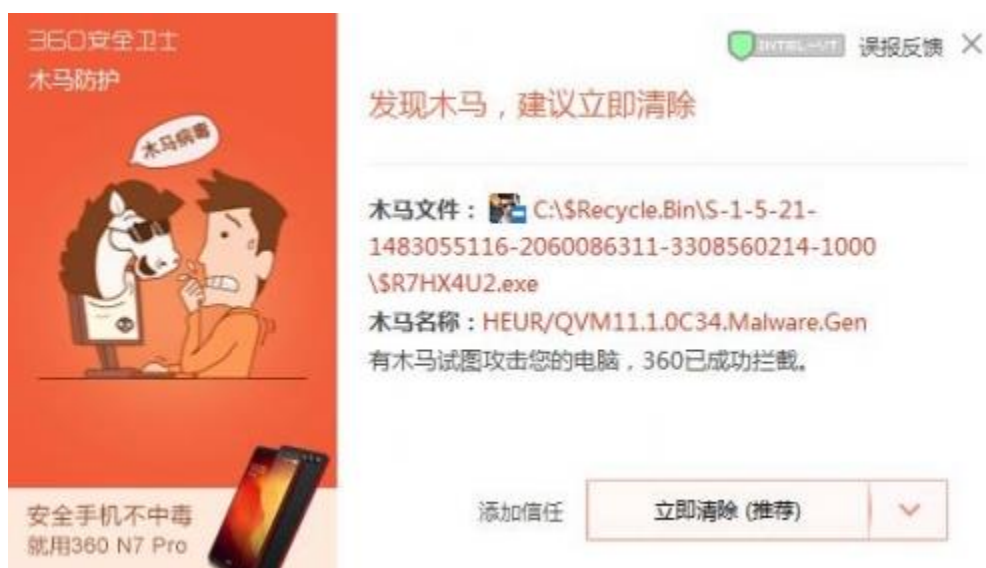 360安全卫士
木马防护
木马病毒
安全手机不中毒
就用360 N7 Pro
INTEL-VT 误报反馈
发现木马，建议立即清除
木马文件： C:\$Recycle.Bin\S-1-5-21-
1483055116-2060086311-3308560214-1000
\$R7HX4U2.exe
木马名称：HEUR/QVM11.1.0C34.Malware.Gen
有木马试图攻击您的电脑，360已成功拦截。
添加信任 立即清除 (推荐)